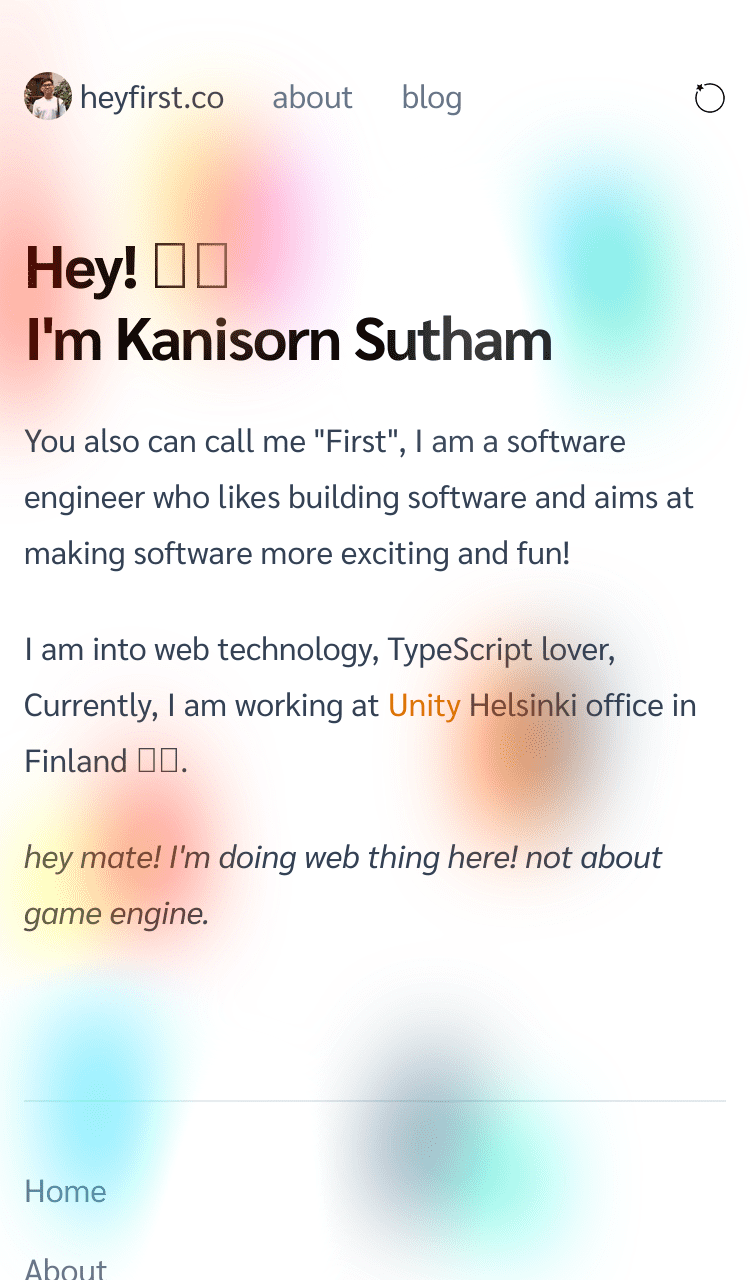 heyfirst.co about blog
Hey! 
I'm Kanisorn Sutham
You also can call me "First", I am a software
engineer who likes building software and aims at
making software more exciting and fun!
I am into web technology, TypeScript lover,
Currently, I am working at Unity Helsinki office in
Finland .
hey mate! I'm doing web thing here! not about
game engine.
Home
About